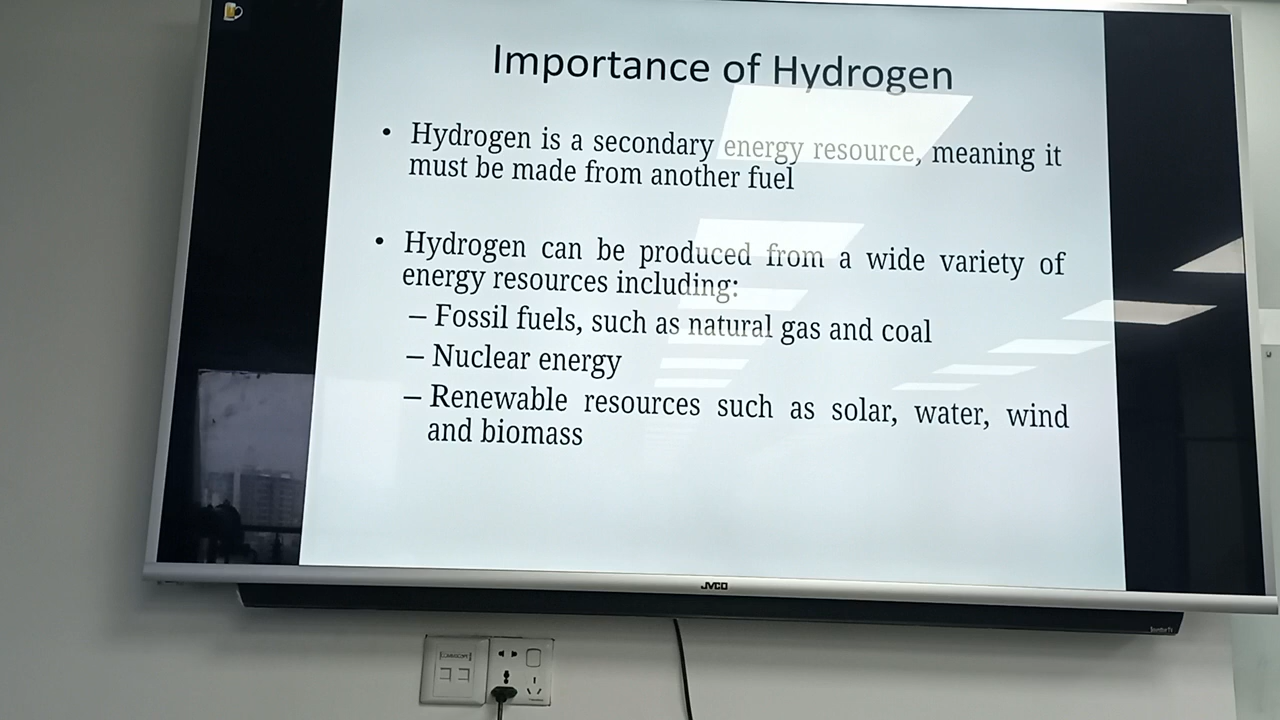 Importance of Hydrogen
• Hydrogen is a secondary energy resource, meaning it
must be made from another fuel
• Hydrogen can be produced from a wide variety of
energy resources including:
– Fossil fuels, such as natural gas and coal
– Nuclear energy
– Renewable resources such as solar, water, wind
and biomass
JVCO